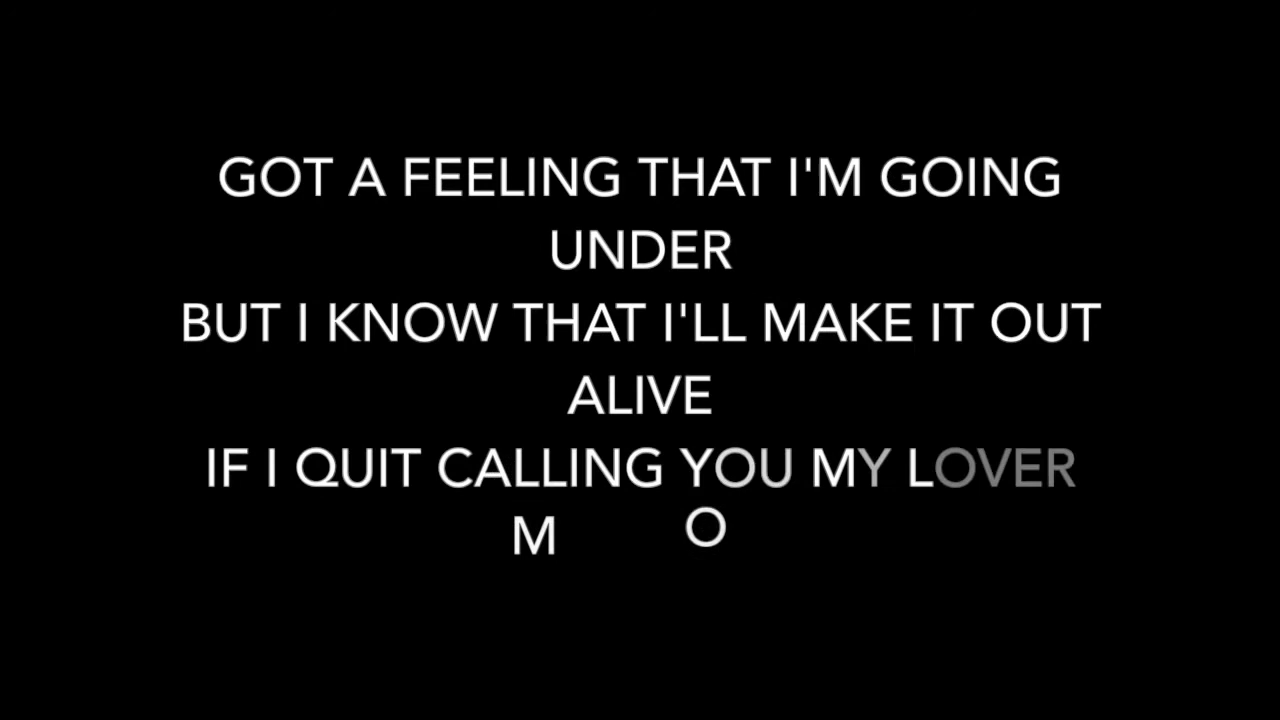 GOT A FEELING THAT I'M GOING
UNDER
BUT I KNOW THAT I'LL MAKE IT OUT
ALIVE
IF I QUIT CALLING YOU MY LOVER
M O